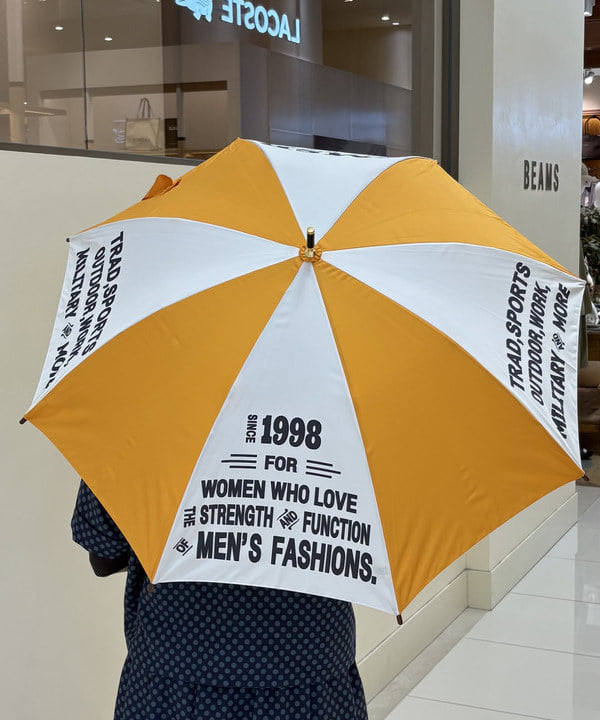 LACOSTE
BEAMS
TRAD,SPORTS
OUTDOOR,WORK,
MILITARY AND MORE
TRAD,SPORTS
OUTDOOR,WORK,
MILITARY AND MORE
SINCE 1998
FOR
WOMEN WHO LOVE
THE STRENGTH AND FUNCTION
OF MEN'S FASHIONS.